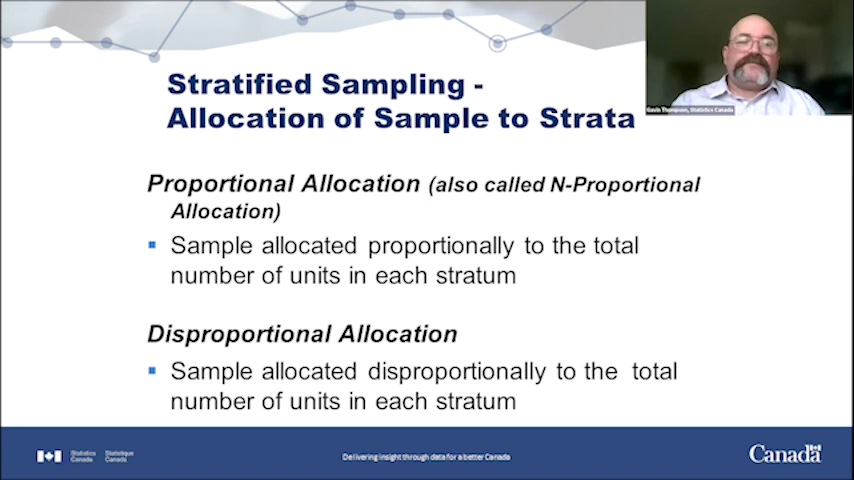 Stratified Sampling -
Allocation of Sample to Strata
Gavin Thompson, Statistics Canada
Proportional Allocation (also called N-Proportional
Allocation)
Sample allocated proportionally to the total
number of units in each stratum
Disproportional Allocation
Sample allocated disproportionally to the total
number of units in each stratum
Statistics Statistique
Canada Canada
Delivering insight through data for a better Canada
Canada